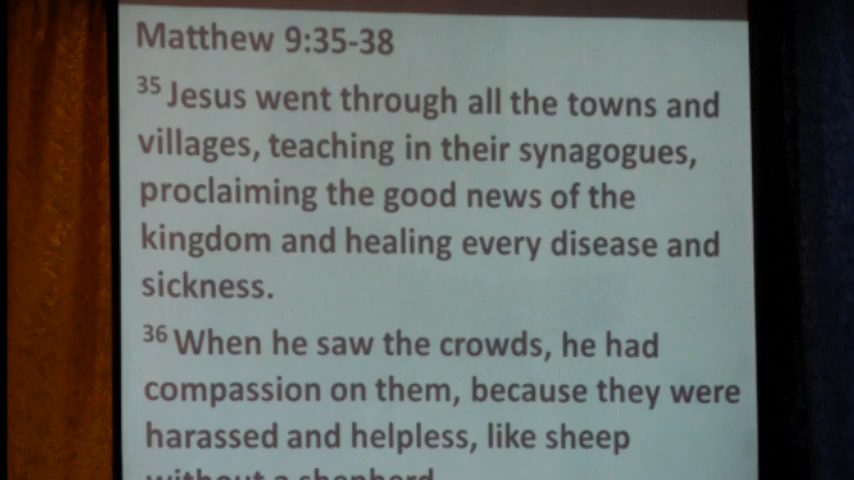 Matthew 9:35-38
35 Jesus went through all the towns and
villages, teaching in their synagogues,
proclaiming the good news of the
kingdom and healing every disease and
sickness.
36 When he saw the crowds, he had
compassion on them, because they were
harassed and helpless, like sheep
without a shepherd